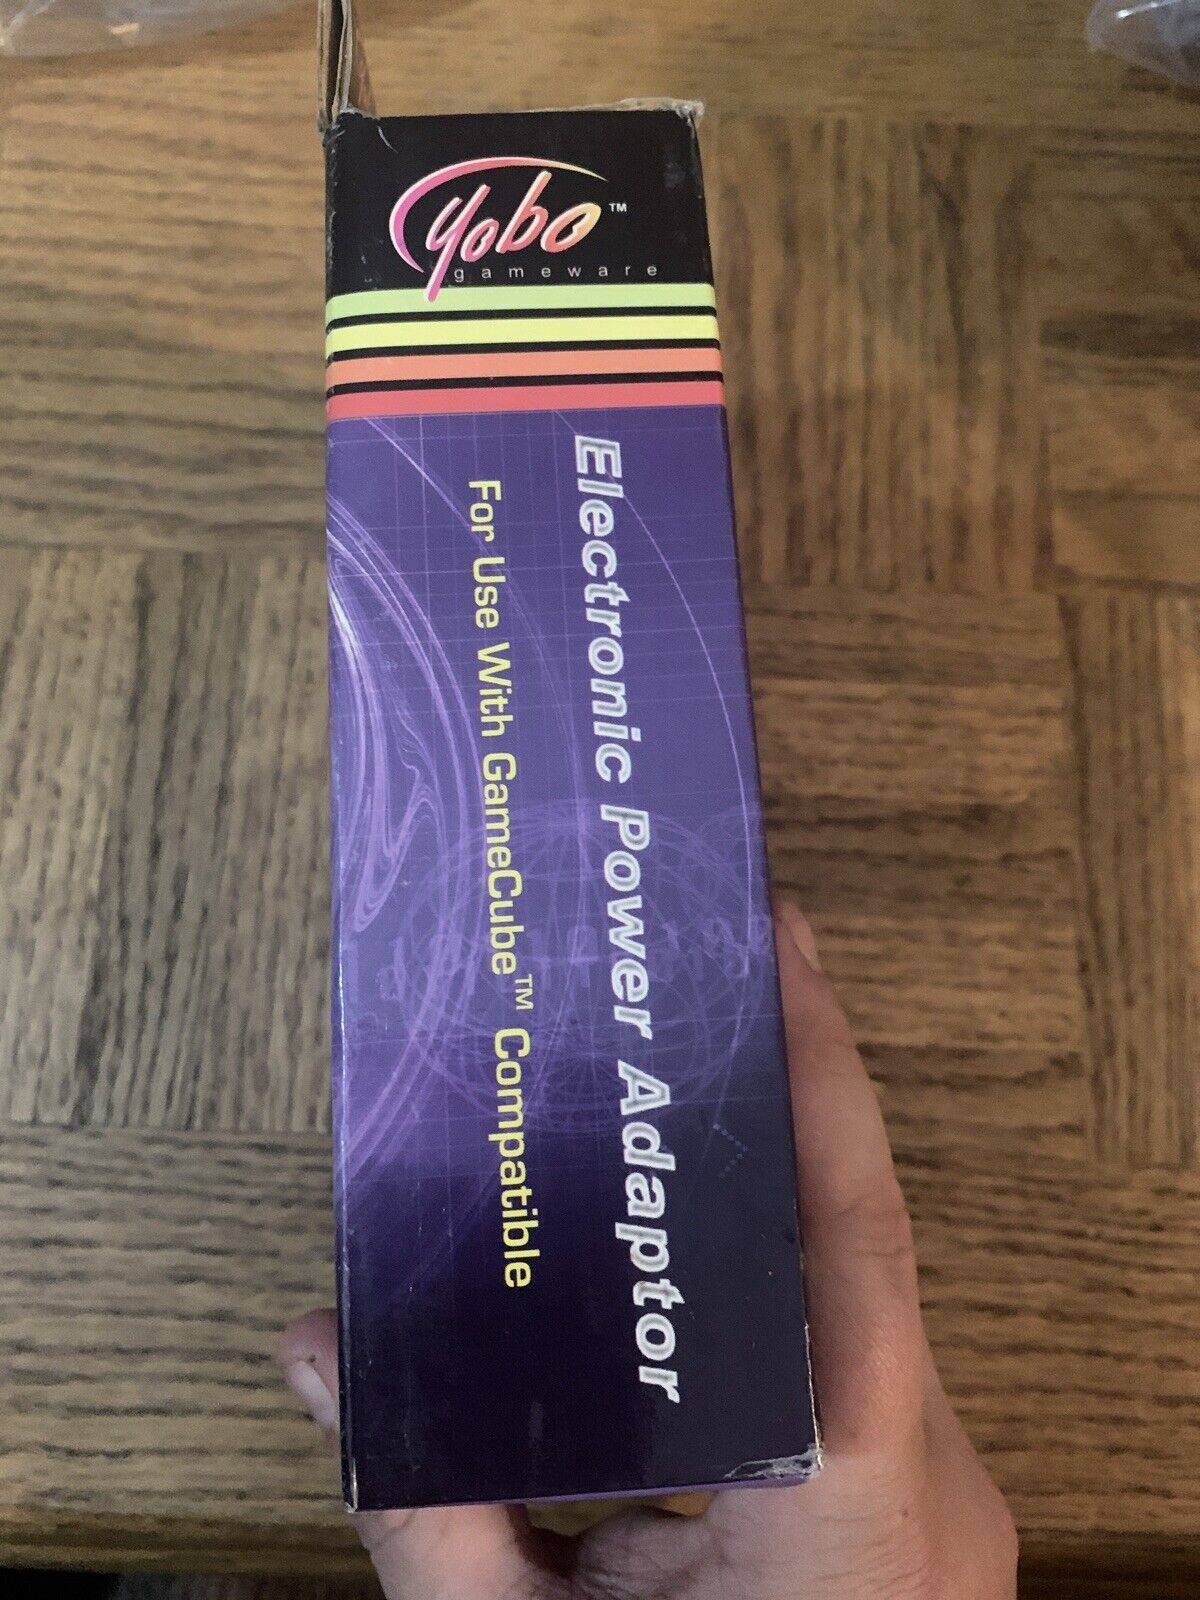 Yobo™
gameware
Electronic Power Adaptor
For Use With GameCube™ Compatible